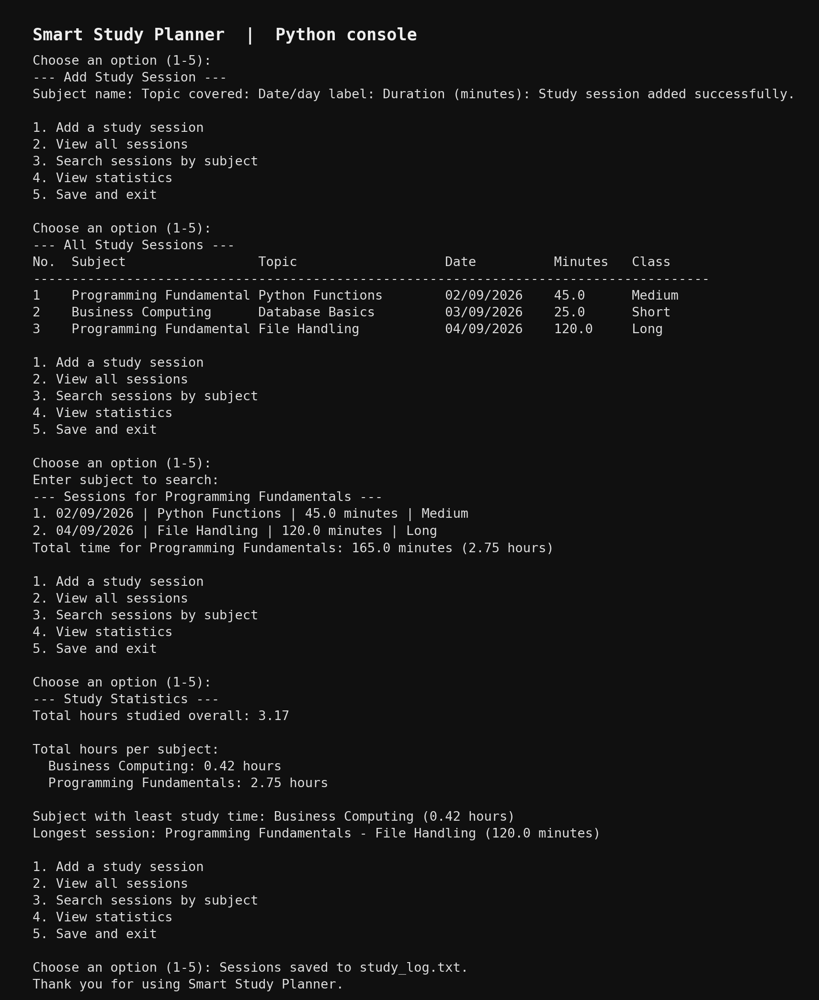 Smart Study Planner  |  Python console
Choose an option (1-5):
--- Add Study Session ---
Subject name: Topic covered: Date/day label: Duration (minutes): Study session added successfully.

1. Add a study session
2. View all sessions
3. Search sessions by subject
4. View statistics
5. Save and exit

Choose an option (1-5):
--- All Study Sessions ---
No.  Subject                 Topic                   Date          Minutes   Class
---------------------------------------------------------------------------------------
1    Programming Fundamental Python Functions        02/09/2026    45.0      Medium
2    Business Computing      Database Basics         03/09/2026    25.0      Short
3    Programming Fundamental File Handling           04/09/2026    120.0     Long

1. Add a study session
2. View all sessions
3. Search sessions by subject
4. View statistics
5. Save and exit

Choose an option (1-5):
Enter subject to search:
--- Sessions for Programming Fundamentals ---
1. 02/09/2026 | Python Functions | 45.0 minutes | Medium
2. 04/09/2026 | File Handling | 120.0 minutes | Long
Total time for Programming Fundamentals: 165.0 minutes (2.75 hours)

1. Add a study session
2. View all sessions
3. Search sessions by subject
4. View statistics
5. Save and exit

Choose an option (1-5):
--- Study Statistics ---
Total hours studied overall: 3.17

Total hours per subject:
  Business Computing: 0.42 hours
  Programming Fundamentals: 2.75 hours

Subject with least study time: Business Computing (0.42 hours)
Longest session: Programming Fundamentals - File Handling (120.0 minutes)

1. Add a study session
2. View all sessions
3. Search sessions by subject
4. View statistics
5. Save and exit

Choose an option (1-5): Sessions saved to study_log.txt.
Thank you for using Smart Study Planner.